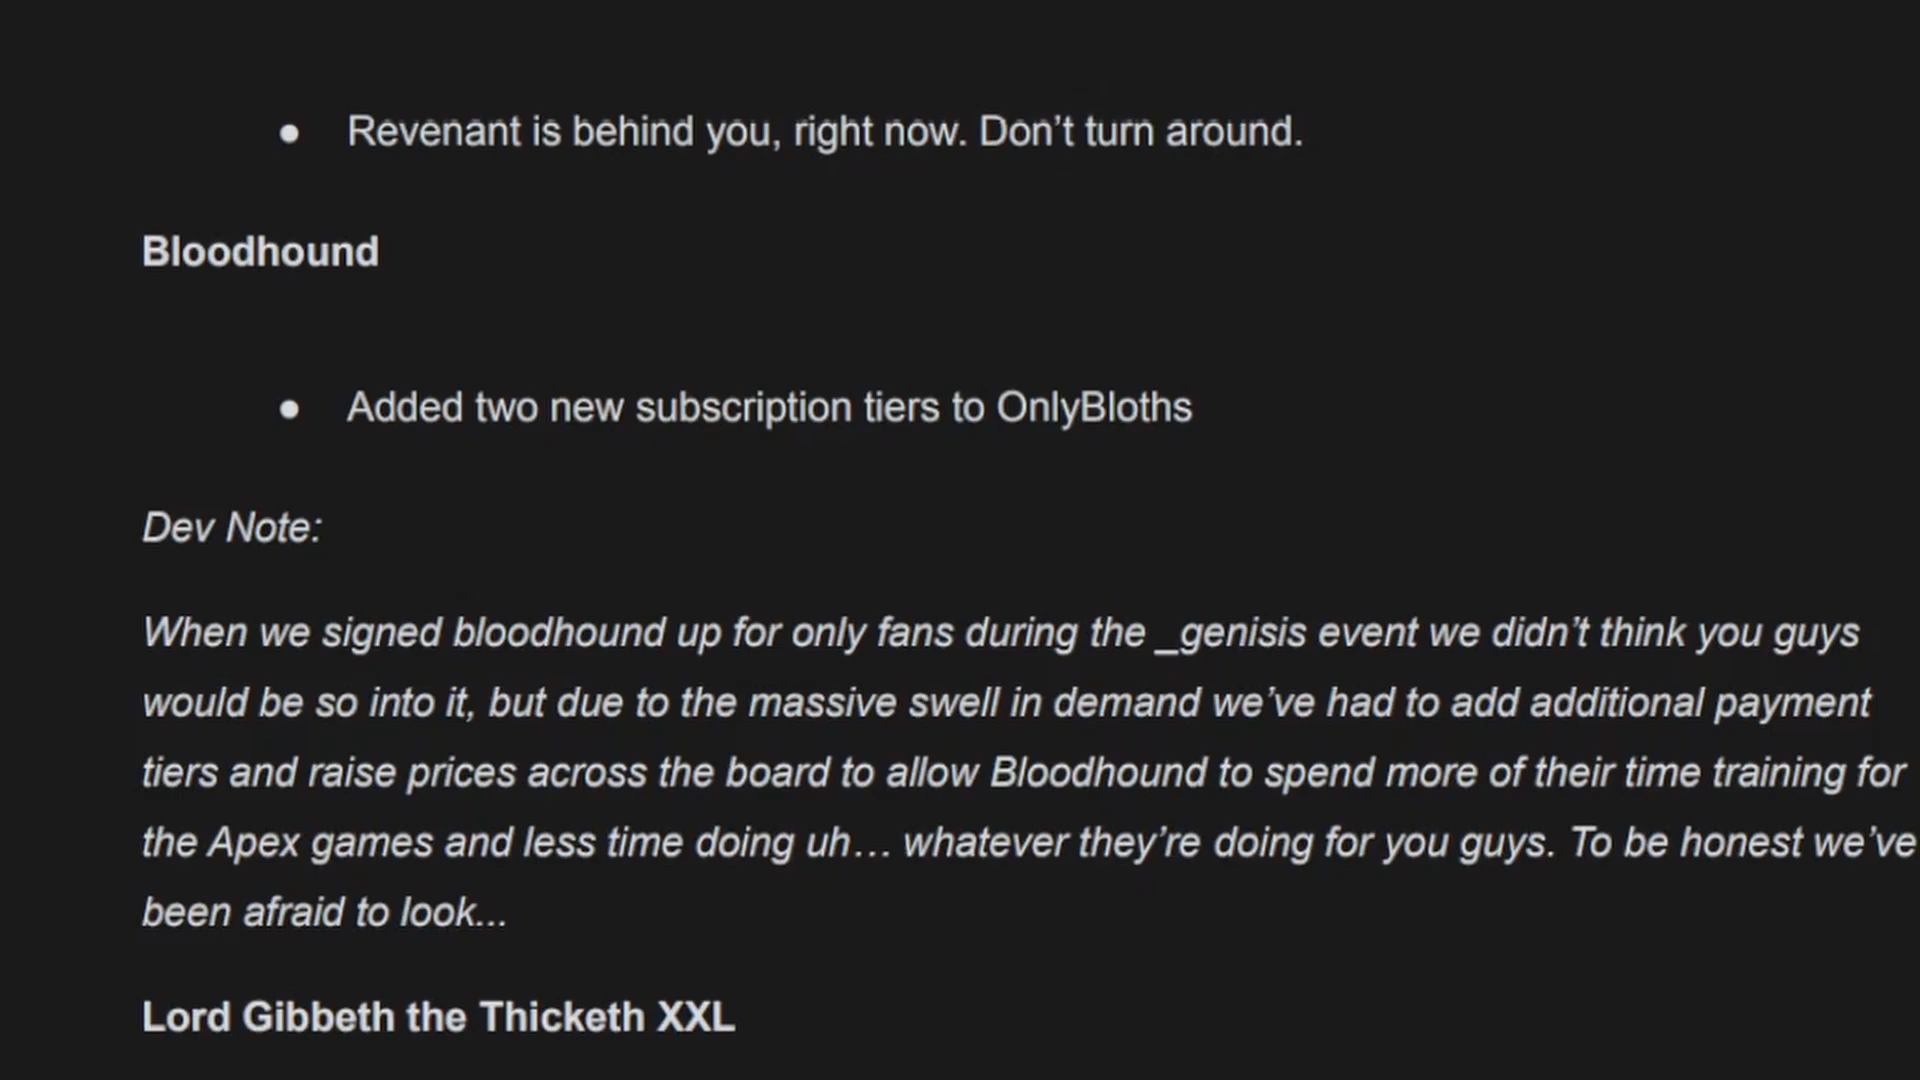 ● Revenant is behind you, right now. Don’t turn around.
Bloodhound
● Added two new subscription tiers to OnlyBloths
Dev Note:
When we signed bloodhound up for only fans during the _genisis event we didn’t think you guys
would be so into it, but due to the massive swell in demand we’ve had to add additional payment
tiers and raise prices across the board to allow Bloodhound to spend more of their time training for
the Apex games and less time doing uh… whatever they’re doing for you guys. To be honest we’ve
been afraid to look...
Lord Gibbeth the Thicketh XXL